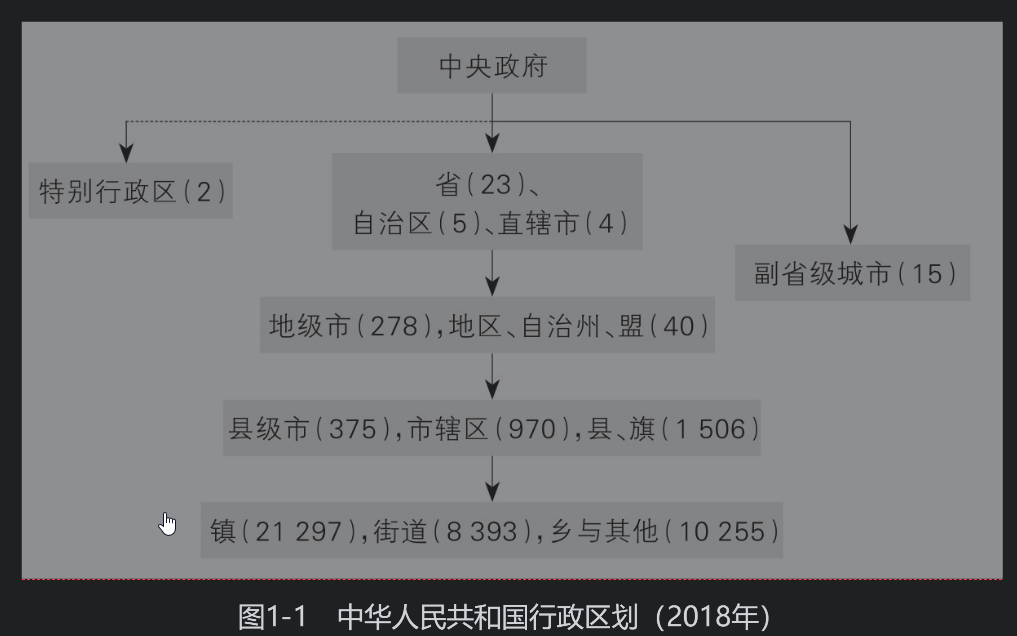 中央政府
特别行政区(2)
省(23)、
自治区(5)、直辖市(4)
副省级城市(15)
地级市(278),地区、自治州、盟(40)
县级市(375),市辖区(970),县、旗(1 506)
镇(21 297),街道(8 393),乡与其他(10 255)
图1-1 中华人民共和国行政区划（2018年）